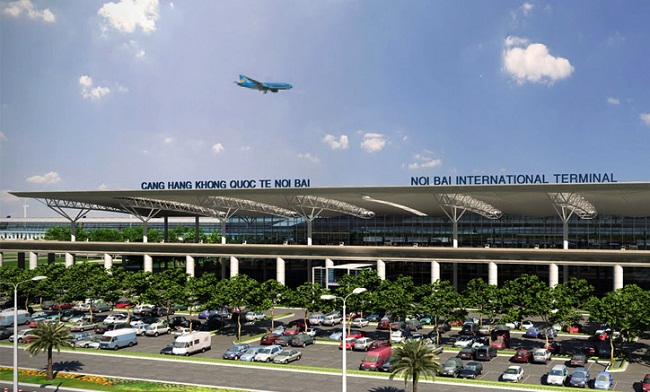 CANG HANG KHONG QUOC TE NOI BAI
NOI BAI INTERNATIONAL TERMINAL